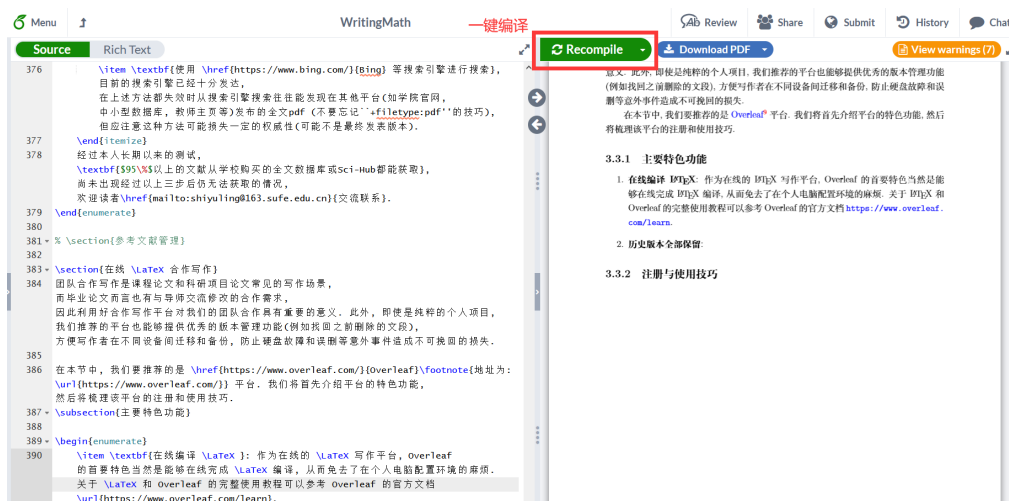 Menu
WritingMath
一键编译
Review
Share
Submit
History
Chat
Source
Rich Text
Recompile
Download PDF
View warnings (7)
376 \item \textbf{使用 \href{https://www.bing.com/}{Bing} 等搜索引擎进行搜索},
目前的搜索引擎已经十分发达,
在上述方法都失效时从搜索引擎搜索往往能发现在其他平台(如学院官网,
中小型数据库, 教师主页等)发布的全文pdf (不要忘记``+filetype:pdf''的技巧),
但应注意这种方法可能损失一定的权威性(可能不是最终发表版本).
377 \end{itemize}
378 经过本人长期以来的测试,
\textbf{$95\%$以上的文献从学校购买的全文数据库或Sci-Hub都能获取},
尚未出现经过以上三步后仍无法获取的情况,
欢迎读者\href{mailto:shiyuling@163.sufe.edu.cn}{交流联系}.
379 \end{enumerate}
380
381 % \section{参考文献管理}
382
383 \section{在线 \LaTeX 合作写作}
384 团队合作写作是课程论文和科研项目论文常见的写作场景,
而毕业论文而言也有与导师交流修改的合作需求,
因此利用好合作写作平台对我们的团队合作具有重要的意义. 此外, 即使是纯粹的个人项目,
我们推荐的平台也能够提供优秀的版本管理功能(例如找回之前删除的文段),
方便写作者在不同设备间迁移和备份, 防止硬盘故障和误删等意外事件造成不可挽回的损失.
385
386 在本节中, 我们要推荐的是 \href{https://www.overleaf.com/}{Overleaf}\footnote{地址为:
\url{https://www.overleaf.com/}} 平台. 我们将首先介绍平台的特色功能,
然后将梳理该平台的注册和使用技巧.
387 \subsection{主要特色功能}
388
389 \begin{enumerate}
390 \item \textbf{在线编译 \LaTeX }: 作为在线的 \LaTeX 写作平台, Overleaf
的首要特色当然是能够在线完成 \LaTeX 编译, 从而免去了在个人电脑配置环境的麻烦.
关于 \LaTeX 和 Overleaf 的完整使用教程可以参考 Overleaf 的官方文档
\url{https://www.overleaf.com/learn}.
意义. 此外, 即使是纯粹的个人项目, 我们推荐的平台也能够提供优秀的版本管理功能
(例如找回之前删除的文段), 方便写作者在不同设备间迁移和备份, 防止硬盘故障和误
删等意外事件造成不可挽回的损失.
在本节中, 我们要推荐的是 Overleaf 平台. 我们将首先介绍平台的特色功能, 然后
将梳理该平台的注册和使用技巧.
3.3.1 主要特色功能
1. 在线编译 LATEX: 作为在线的 LATEX 写作平台, Overleaf 的首要特色当然是能
够在线完成 LATEX 编译, 从而免去了在个人电脑配置环境的麻烦. 关于 LATEX 和
Overleaf 的完整使用教程可以参考 Overleaf 的官方文档 https://www.overleaf.
com/learn.
2. 历史版本全部保留:
3.3.2 注册与使用技巧